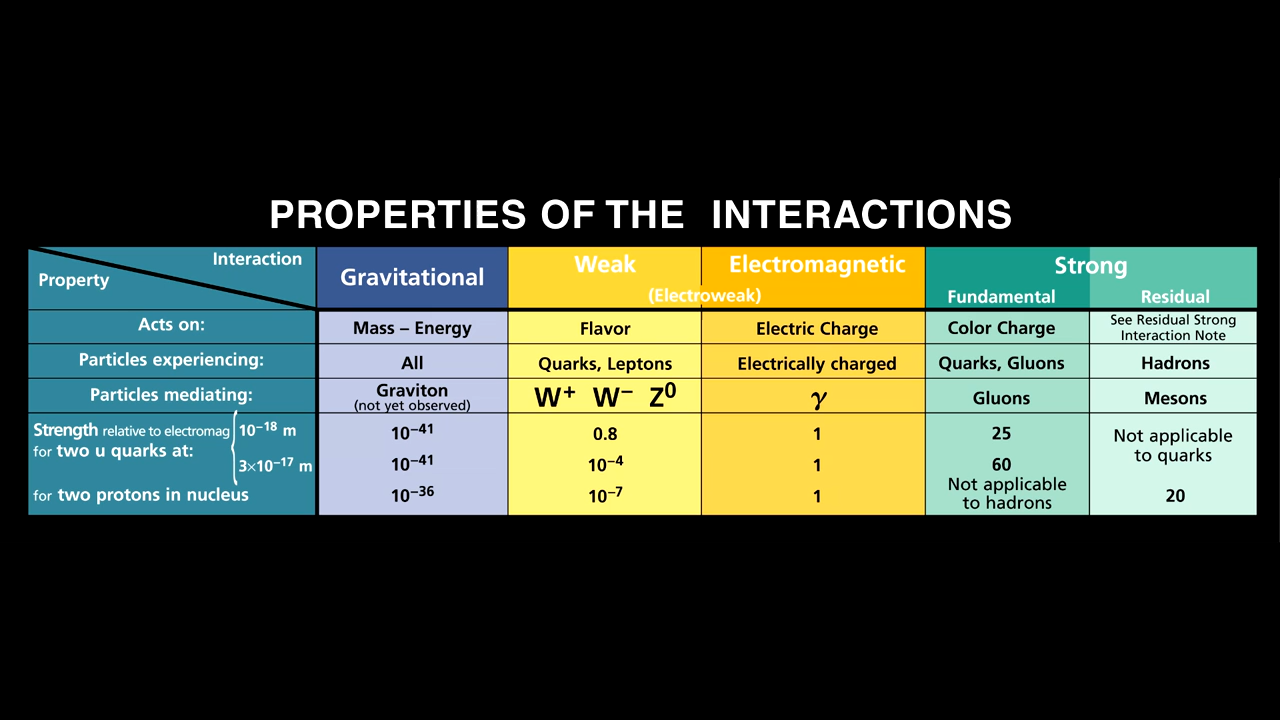 PROPERTIES OF THE INTERACTIONS
Interaction
Property
Gravitational
Weak
Electromagnetic
(Electroweak)
Strong
Fundamental
Residual
Acts on:
Mass – Energy
Flavor
Electric Charge
Color Charge
See Residual Strong
Interaction Note
Particles experiencing:
All
Quarks, Leptons
Electrically charged
Quarks, Gluons
Hadrons
Particles mediating:
Graviton
(not yet observed)
W⁺ W⁻ Z⁰
γ
Gluons
Mesons
Strength relative to electromag
for two u quarks at:
10⁻¹⁸ m
3×10⁻¹⁷ m
for two protons in nucleus
10⁻⁴¹
10⁻⁴¹
10⁻³⁶
0.8
10⁻⁴
10⁻⁷
1
1
1
25
60
Not applicable
to hadrons
Not applicable
to quarks
20